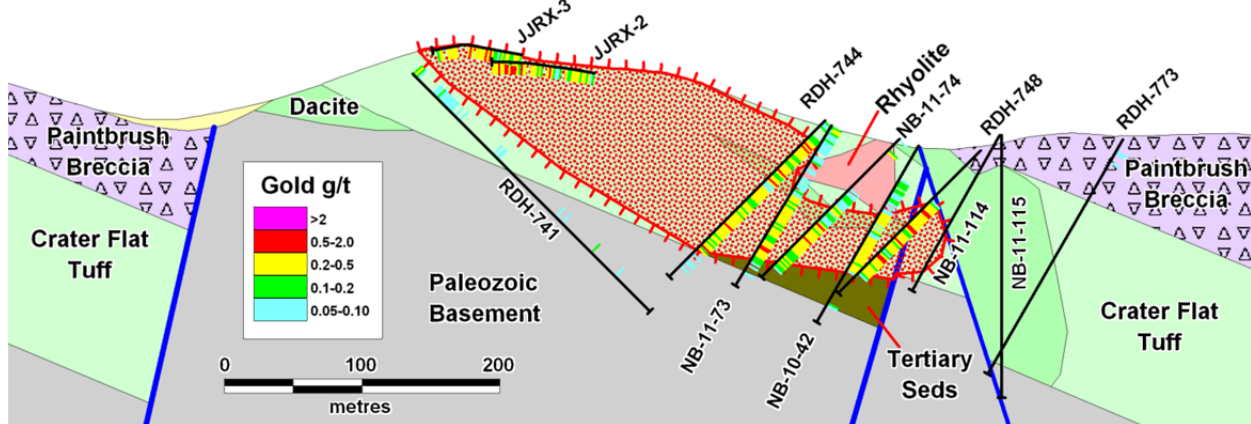 JJRX-3
JJRX-2
RDH-744
Rhyolite
NB-11-74
RDH-748
RDH-773
Dacite
Paintbrush
Breccia
Paintbrush
Breccia
Gold g/t
>2
0.5-2.0
0.2-0.5
0.1-0.2
0.05-0.10
RDH-741
Crater Flat
Tuff
Paleozoic
Basement
NB-11-73
NB-10-42
NB-11-114
NB-11-115
Crater Flat
Tuff
Tertiary
Seds
0 100 200
metres